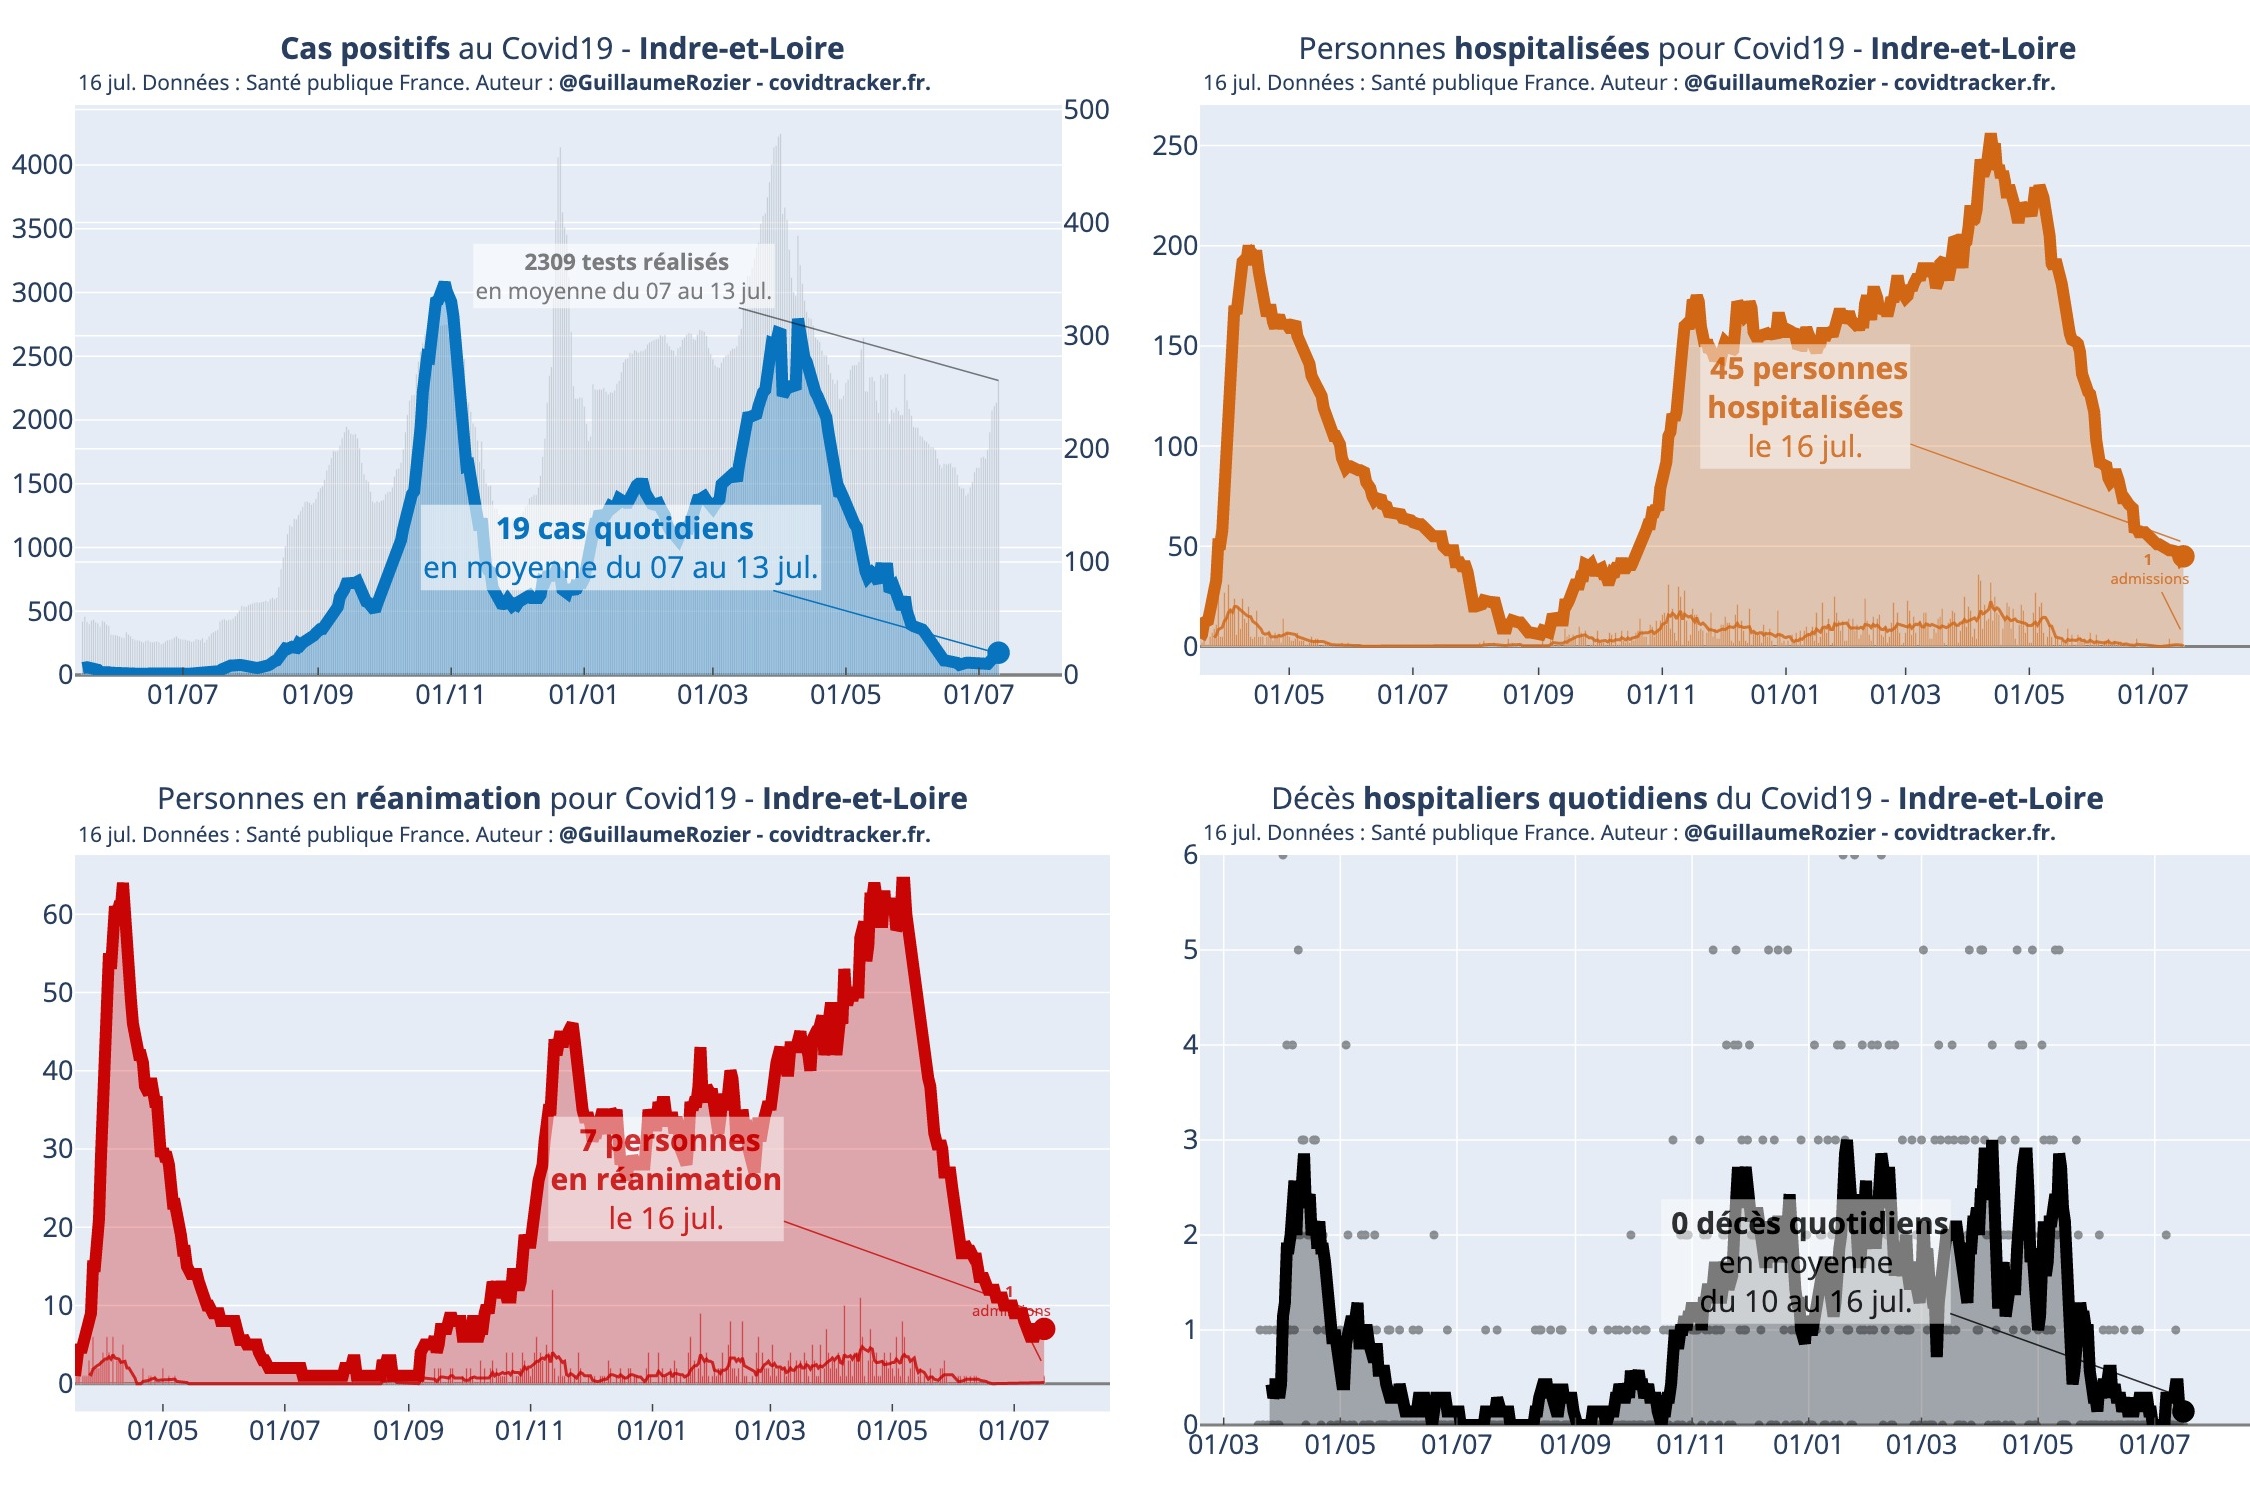 Cas positifs au Covid19 - Indre-et-Loire
16 jul. Données : Santé publique France. Auteur : @GuillaumeRozier - covidtracker.fr.
500
4000
3500
400
3000
2500
300
2000
1500
200
1000
500
100
0
0
2309 tests réalisés
en moyenne du 07 au 13 jul.
19 cas quotidiens
en moyenne du 07 au 13 jul.
01/07 01/09 01/11 01/01 01/03 01/05 01/07
Personnes hospitalisées pour Covid19 - Indre-et-Loire
16 jul. Données : Santé publique France. Auteur : @GuillaumeRozier - covidtracker.fr.
250
200
150
100
50
0
45 personnes
hospitalisées
le 16 jul.
1
admissions
01/05 01/07 01/09 01/11 01/01 01/03 01/05 01/07
Personnes en réanimation pour Covid19 - Indre-et-Loire
16 jul. Données : Santé publique France. Auteur : @GuillaumeRozier - covidtracker.fr.
60
50
40
30
20
10
0
7 personnes
en réanimation
le 16 jul.
1
admissions
01/05 01/07 01/09 01/11 01/01 01/03 01/05 01/07
Décès hospitaliers quotidiens du Covid19 - Indre-et-Loire
16 jul. Données : Santé publique France. Auteur : @GuillaumeRozier - covidtracker.fr.
6
5
4
3
2
1
0
0 décès quotidiens
en moyenne
du 10 au 16 jul.
01/03 01/05 01/07 01/09 01/11 01/01 01/03 01/05 01/07